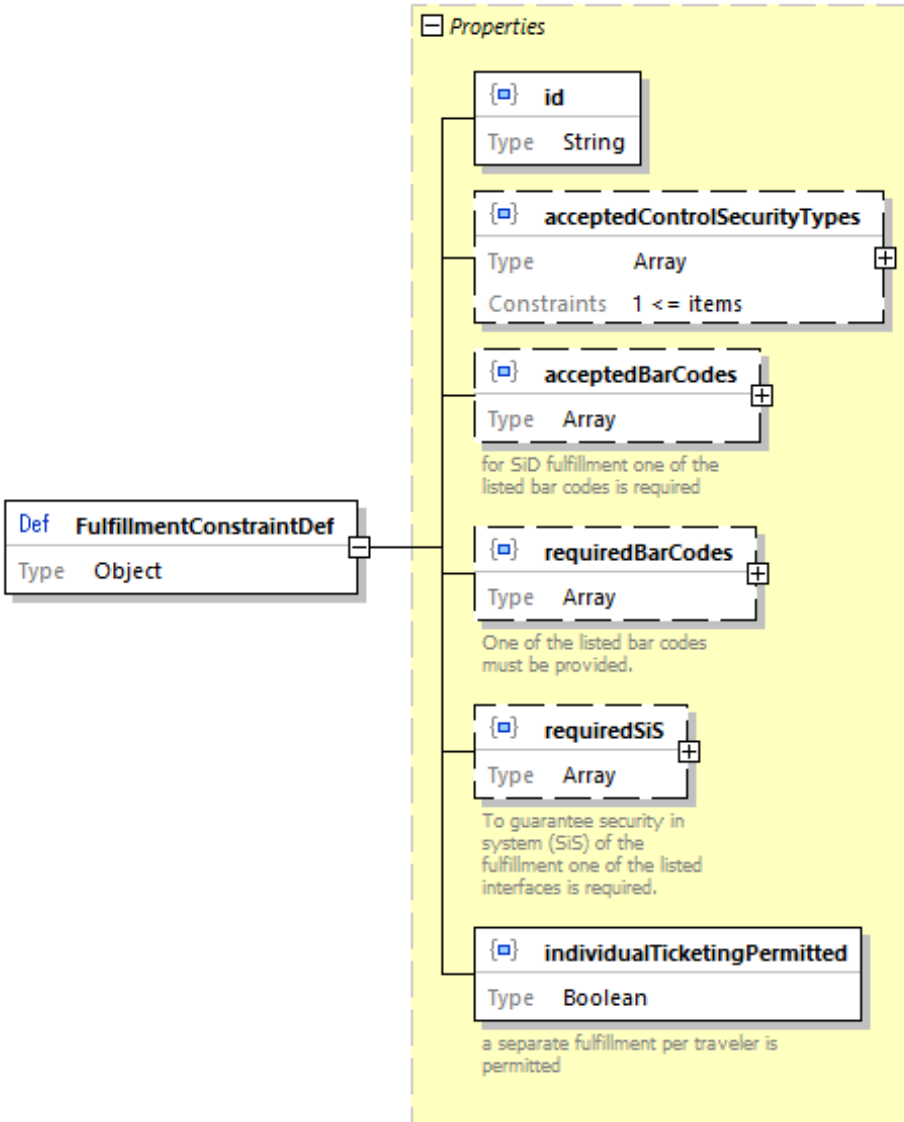 Properties
id
Type String
acceptedControlSecurityTypes
Type Array
Constraints 1 <= items
acceptedBarCodes
Type Array
for SiD fulfillment one of the
listed bar codes is required
Def FulfillmentConstraintDef
Type Object
requiredBarCodes
Type Array
One of the listed bar codes
must be provided.
requiredSiS
Type Array
To guarantee security in
system (SiS) of the
fulfillment one of the listed
interfaces is required.
individualTicketingPermitted
Type Boolean
a separate fulfillment per traveler is
permitted